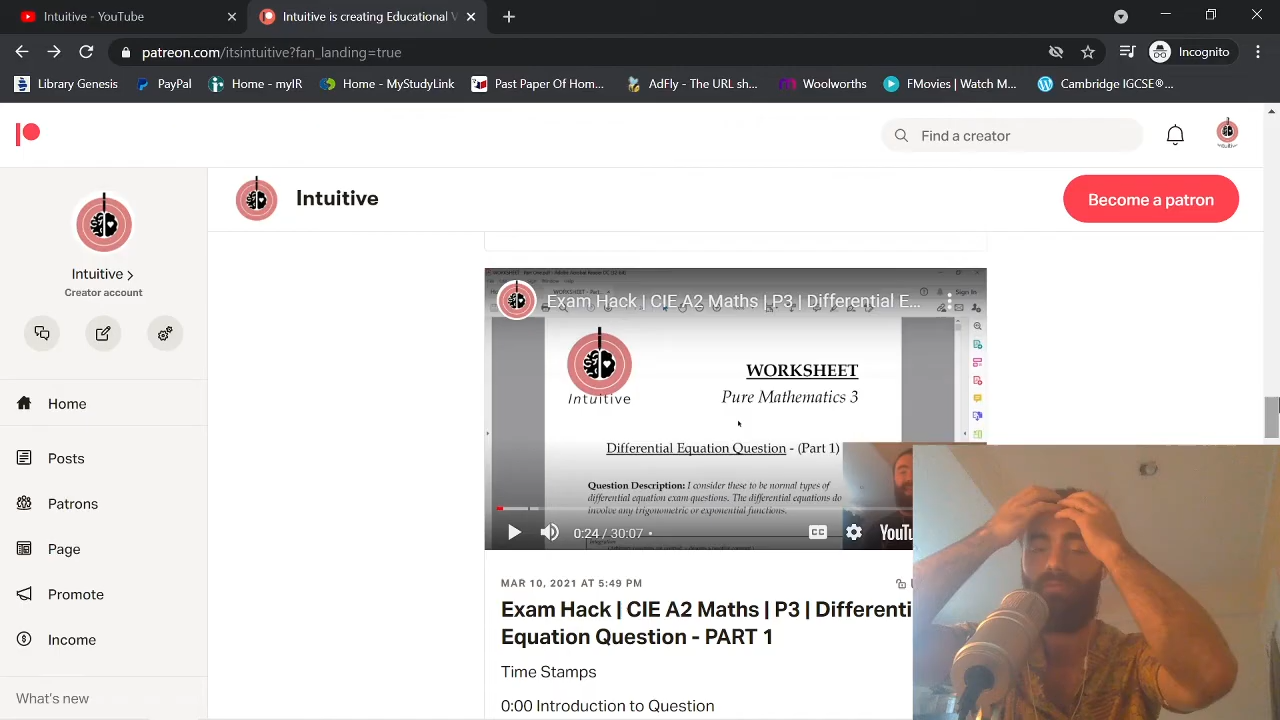 Intuitive - YouTube
Intuitive is creating Educational V
patreon.com/itsintuitive?fan_landing=true
Incognito
Library Genesis
PayPal
Home - myIR
Home - MyStudyLink
Past Paper Of Hom...
AdFly - The URL sh...
Woolworths
FMovies | Watch M...
Cambridge IGCSE®...
Find a creator
Intuitive
Become a patron
Intuitive
Creator account
Home
Posts
Patrons
Page
Promote
Income
What's new
Exam Hack | CIE A2 Maths | P3 | Differential E...
Sign In
Intuitive
WORKSHEET
Pure Mathematics 3
Differential Equation Question - (Part 1)
Question Description: I consider these to be normal types of
differential equation exam questions. The differential equations do
involve any trigonometric or exponential functions.
0:24 / 30:07 •
CC
YouTu
MAR 10, 2021 AT 5:49 PM
Exam Hack | CIE A2 Maths | P3 | Differenti
Equation Question - PART 1
Time Stamps
0:00 Introduction to Question